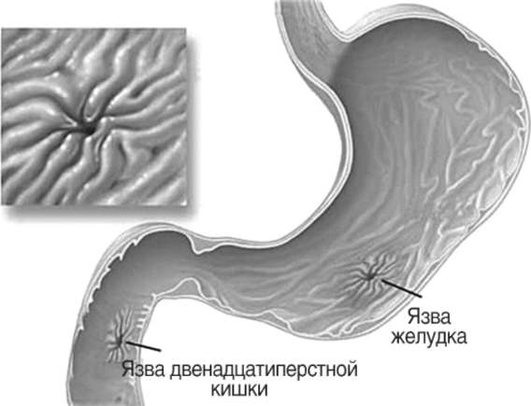 Язва
желудка
Язва двенадцатиперстной
кишки